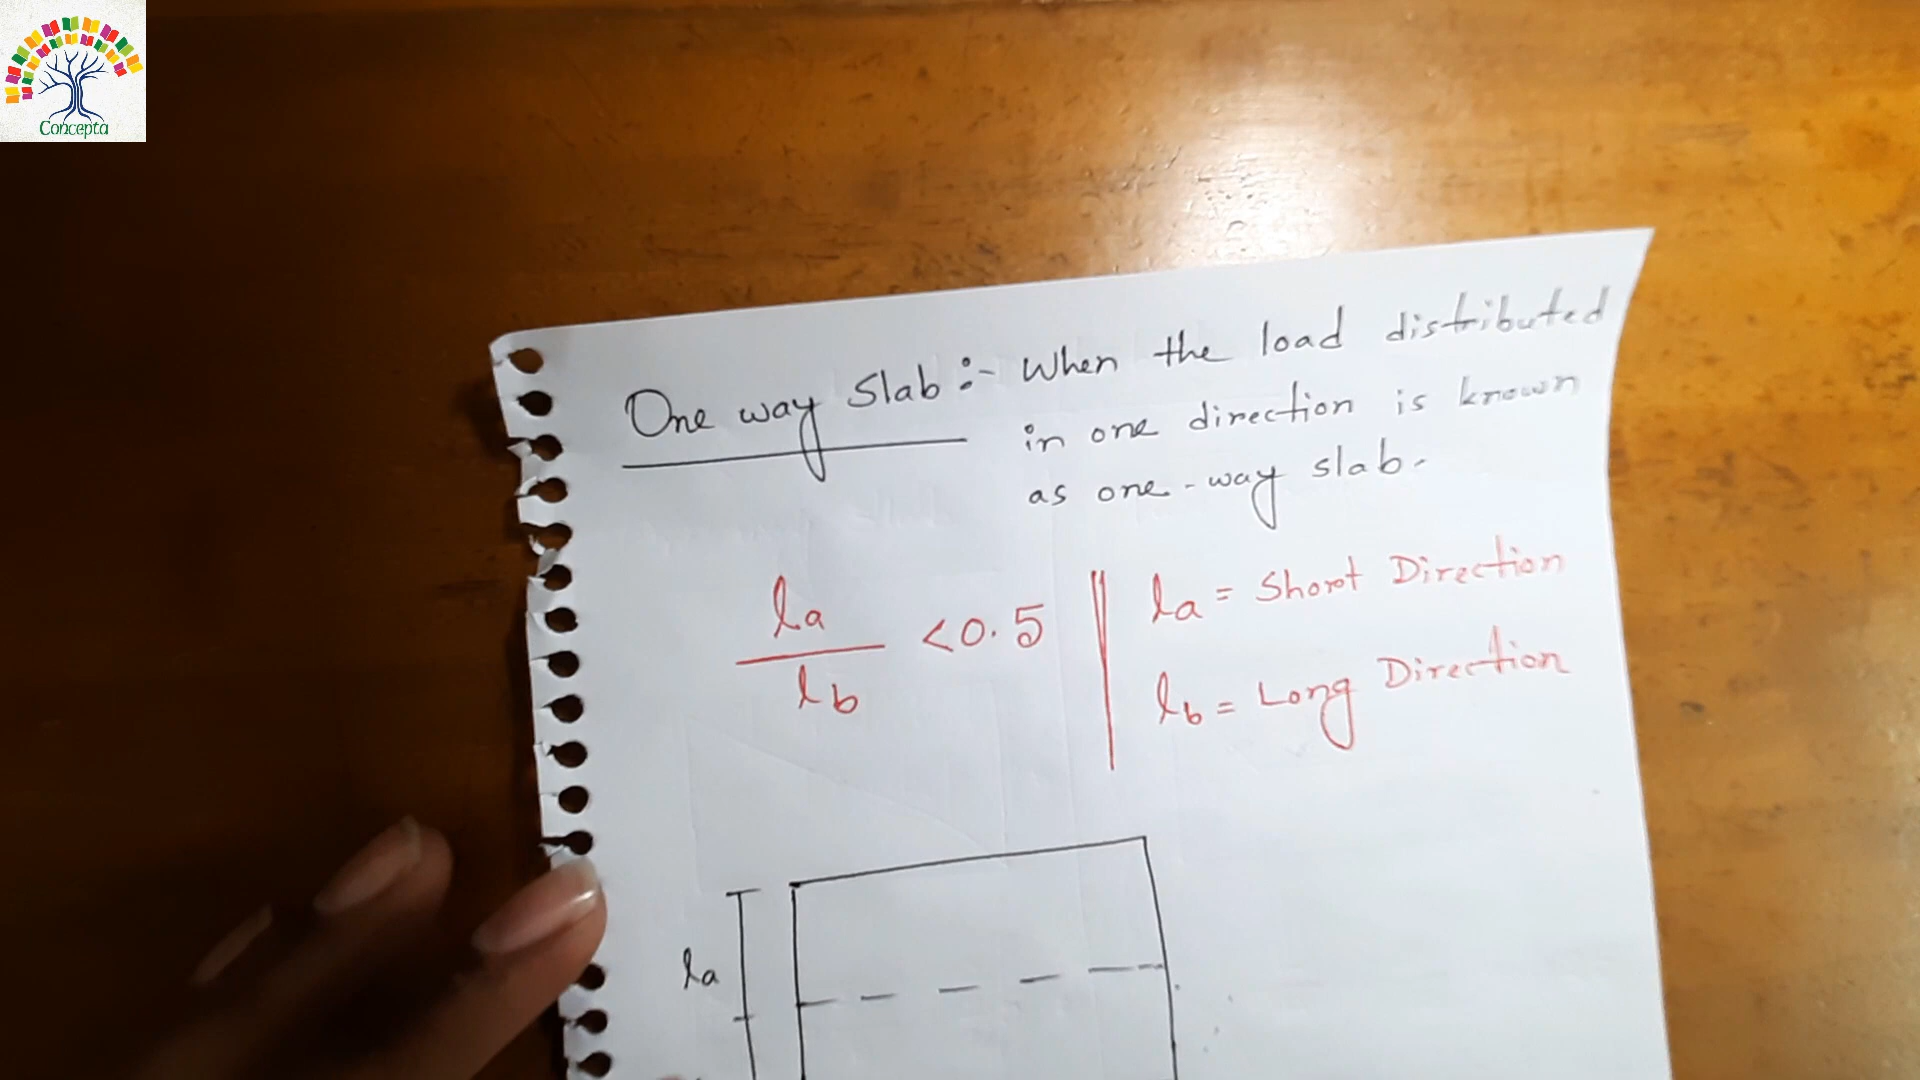 Concepta
One way Slab :- When the load distributed
in one direction is known
as one-way slab.
la / lb < 0.5
la = Short Direction
lb = Long Direction
la